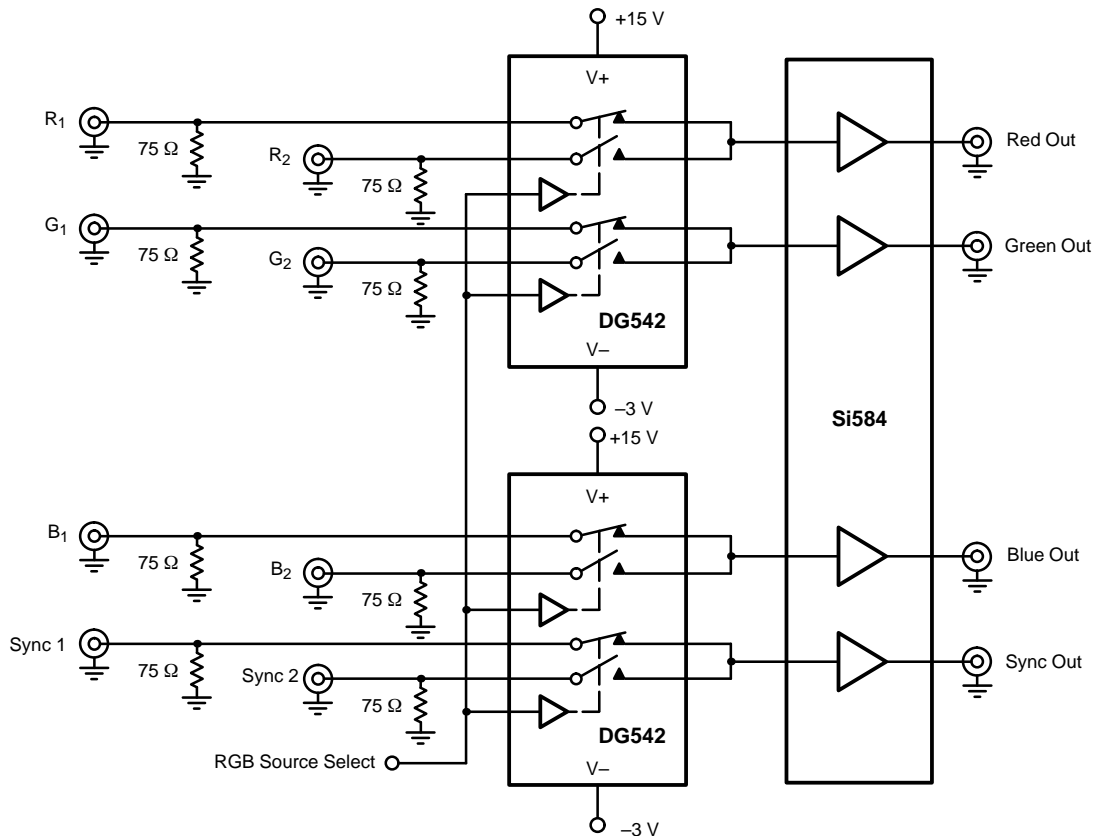 +15 V
V+
R1
75 Ω
R2
75 Ω
Red Out
G1
75 Ω
G2
75 Ω
Green Out
DG542
V–
–3 V
Si584
+15 V
V+
B1
75 Ω
B2
75 Ω
Blue Out
Sync 1
75 Ω
Sync 2
75 Ω
Sync Out
DG542
RGB Source Select
V–
–3 V